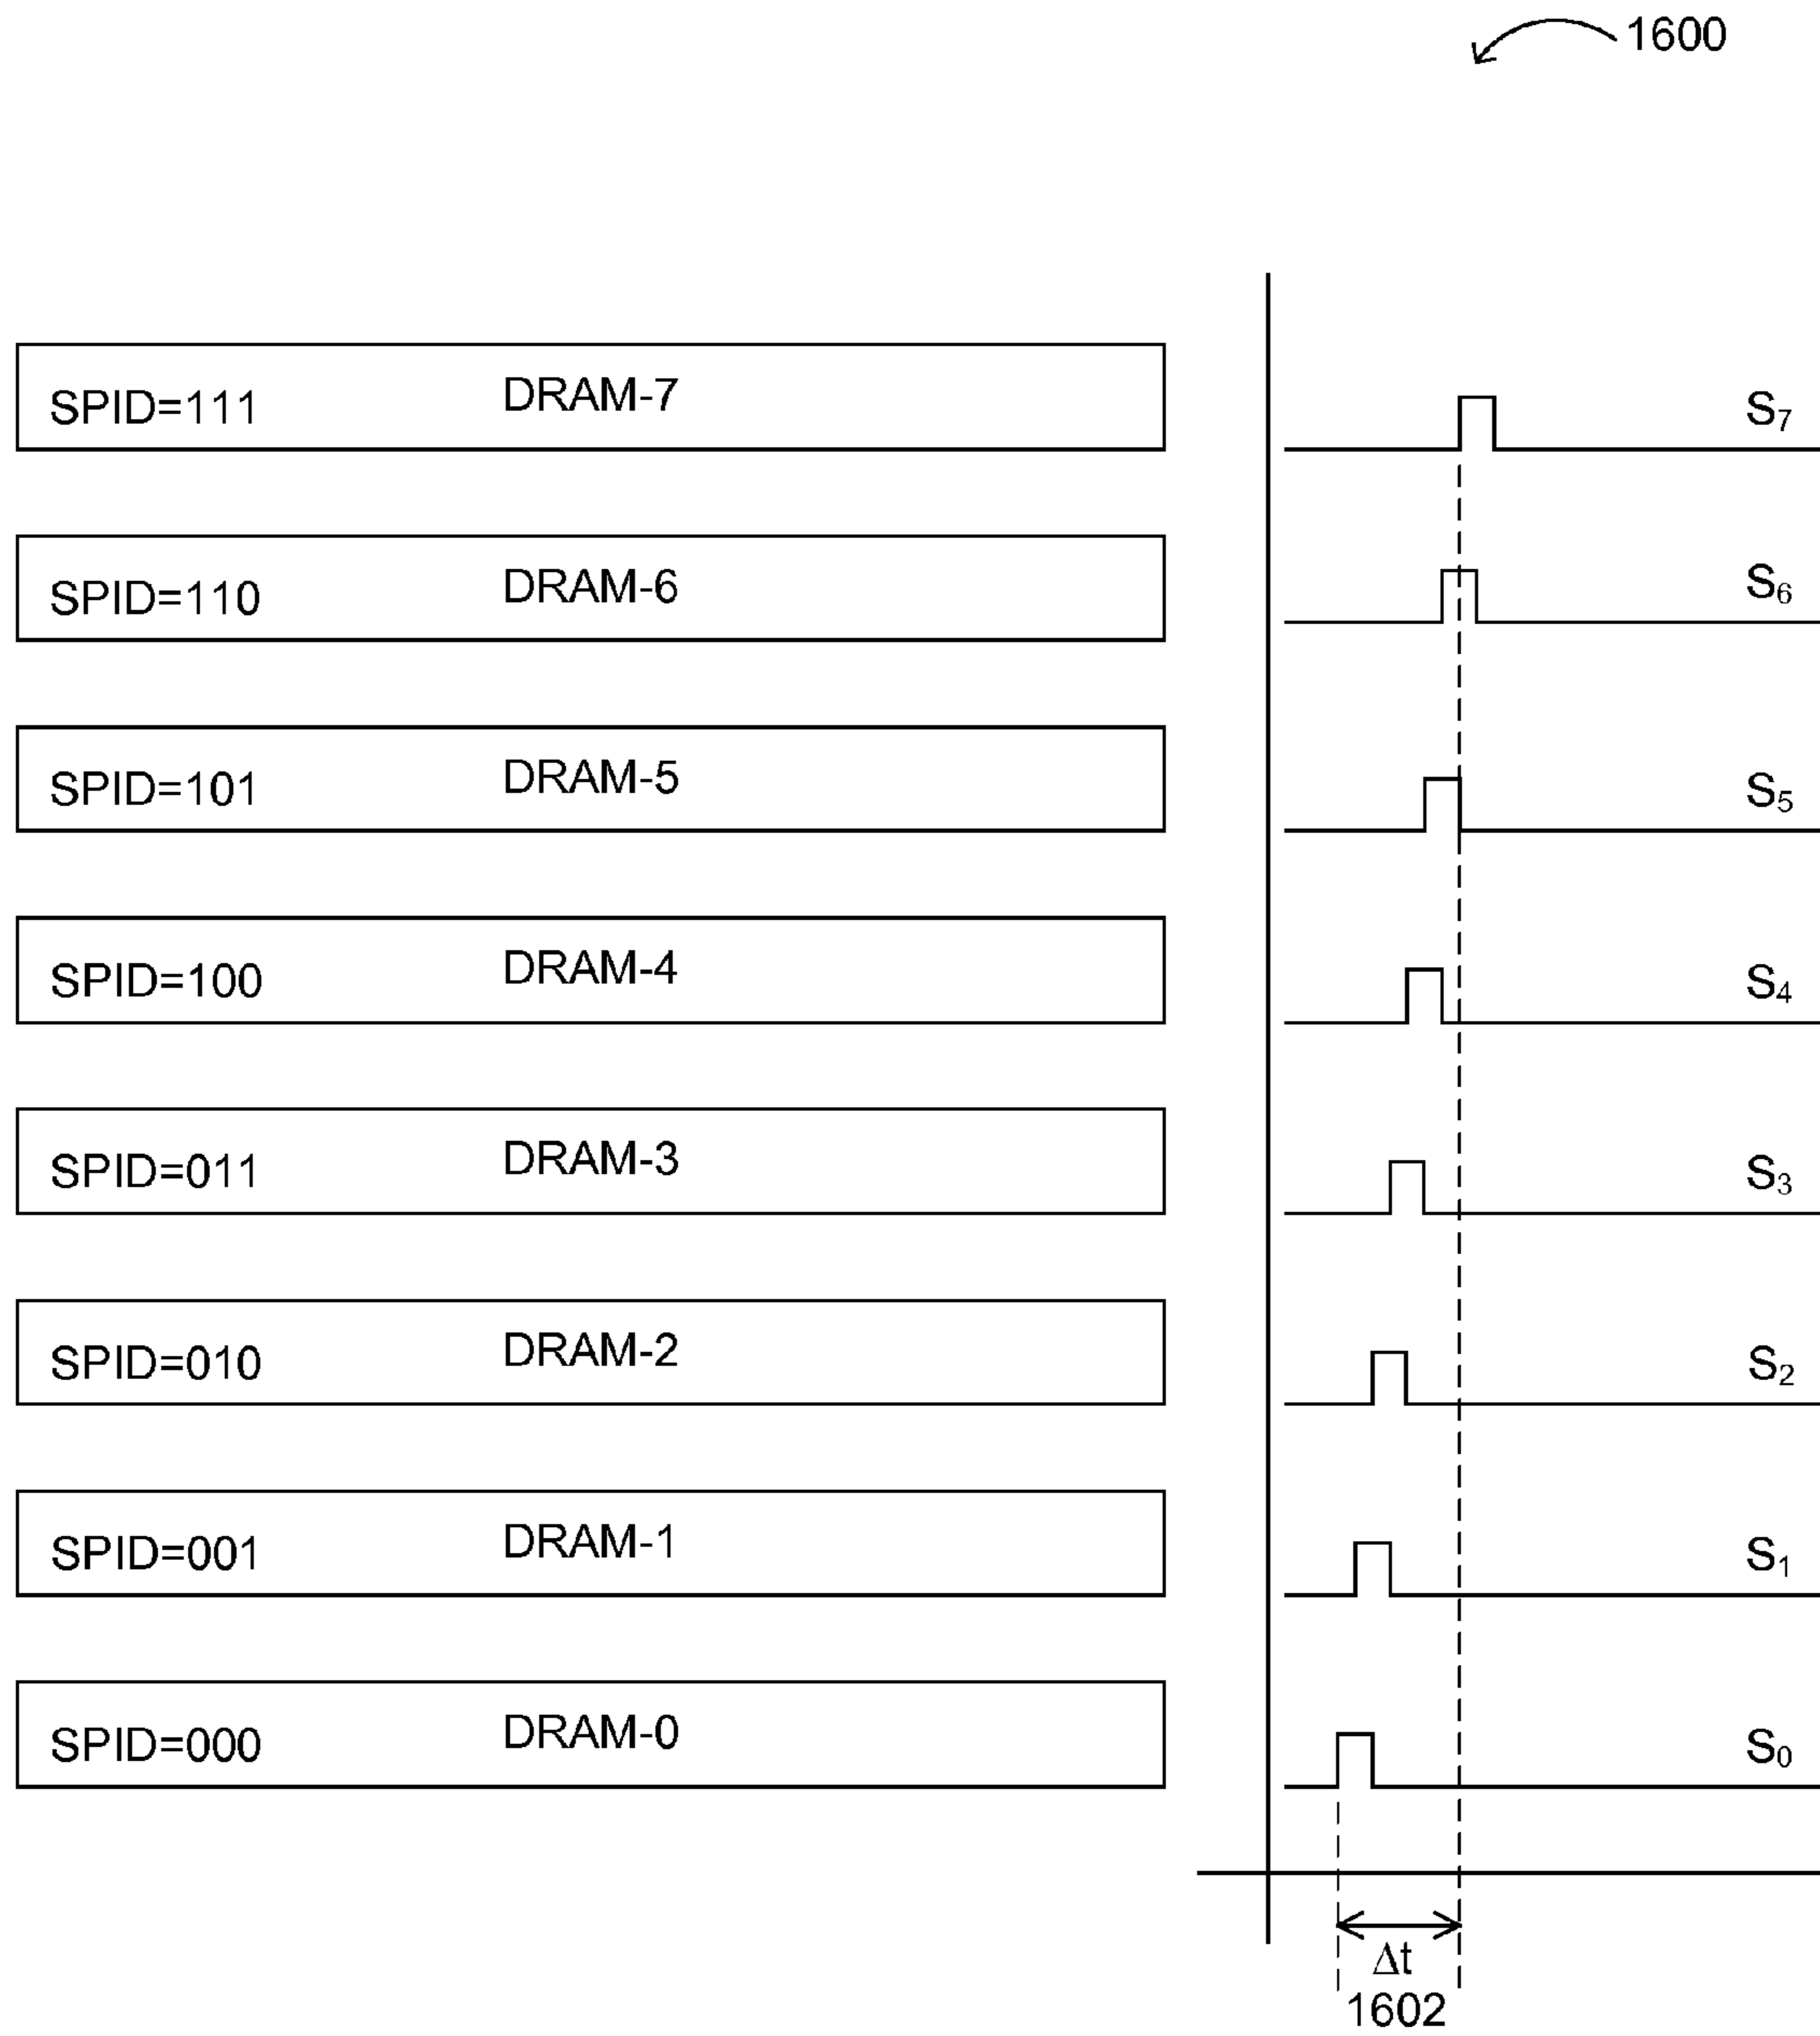 1600
SPID=111 DRAM-7 S₇
SPID=110 DRAM-6 S₆
SPID=101 DRAM-5 S₅
SPID=100 DRAM-4 S₄
SPID=011 DRAM-3 S₃
SPID=010 DRAM-2 S₂
SPID=001 DRAM-1 S₁
SPID=000 DRAM-0 S₀
Δt
1602